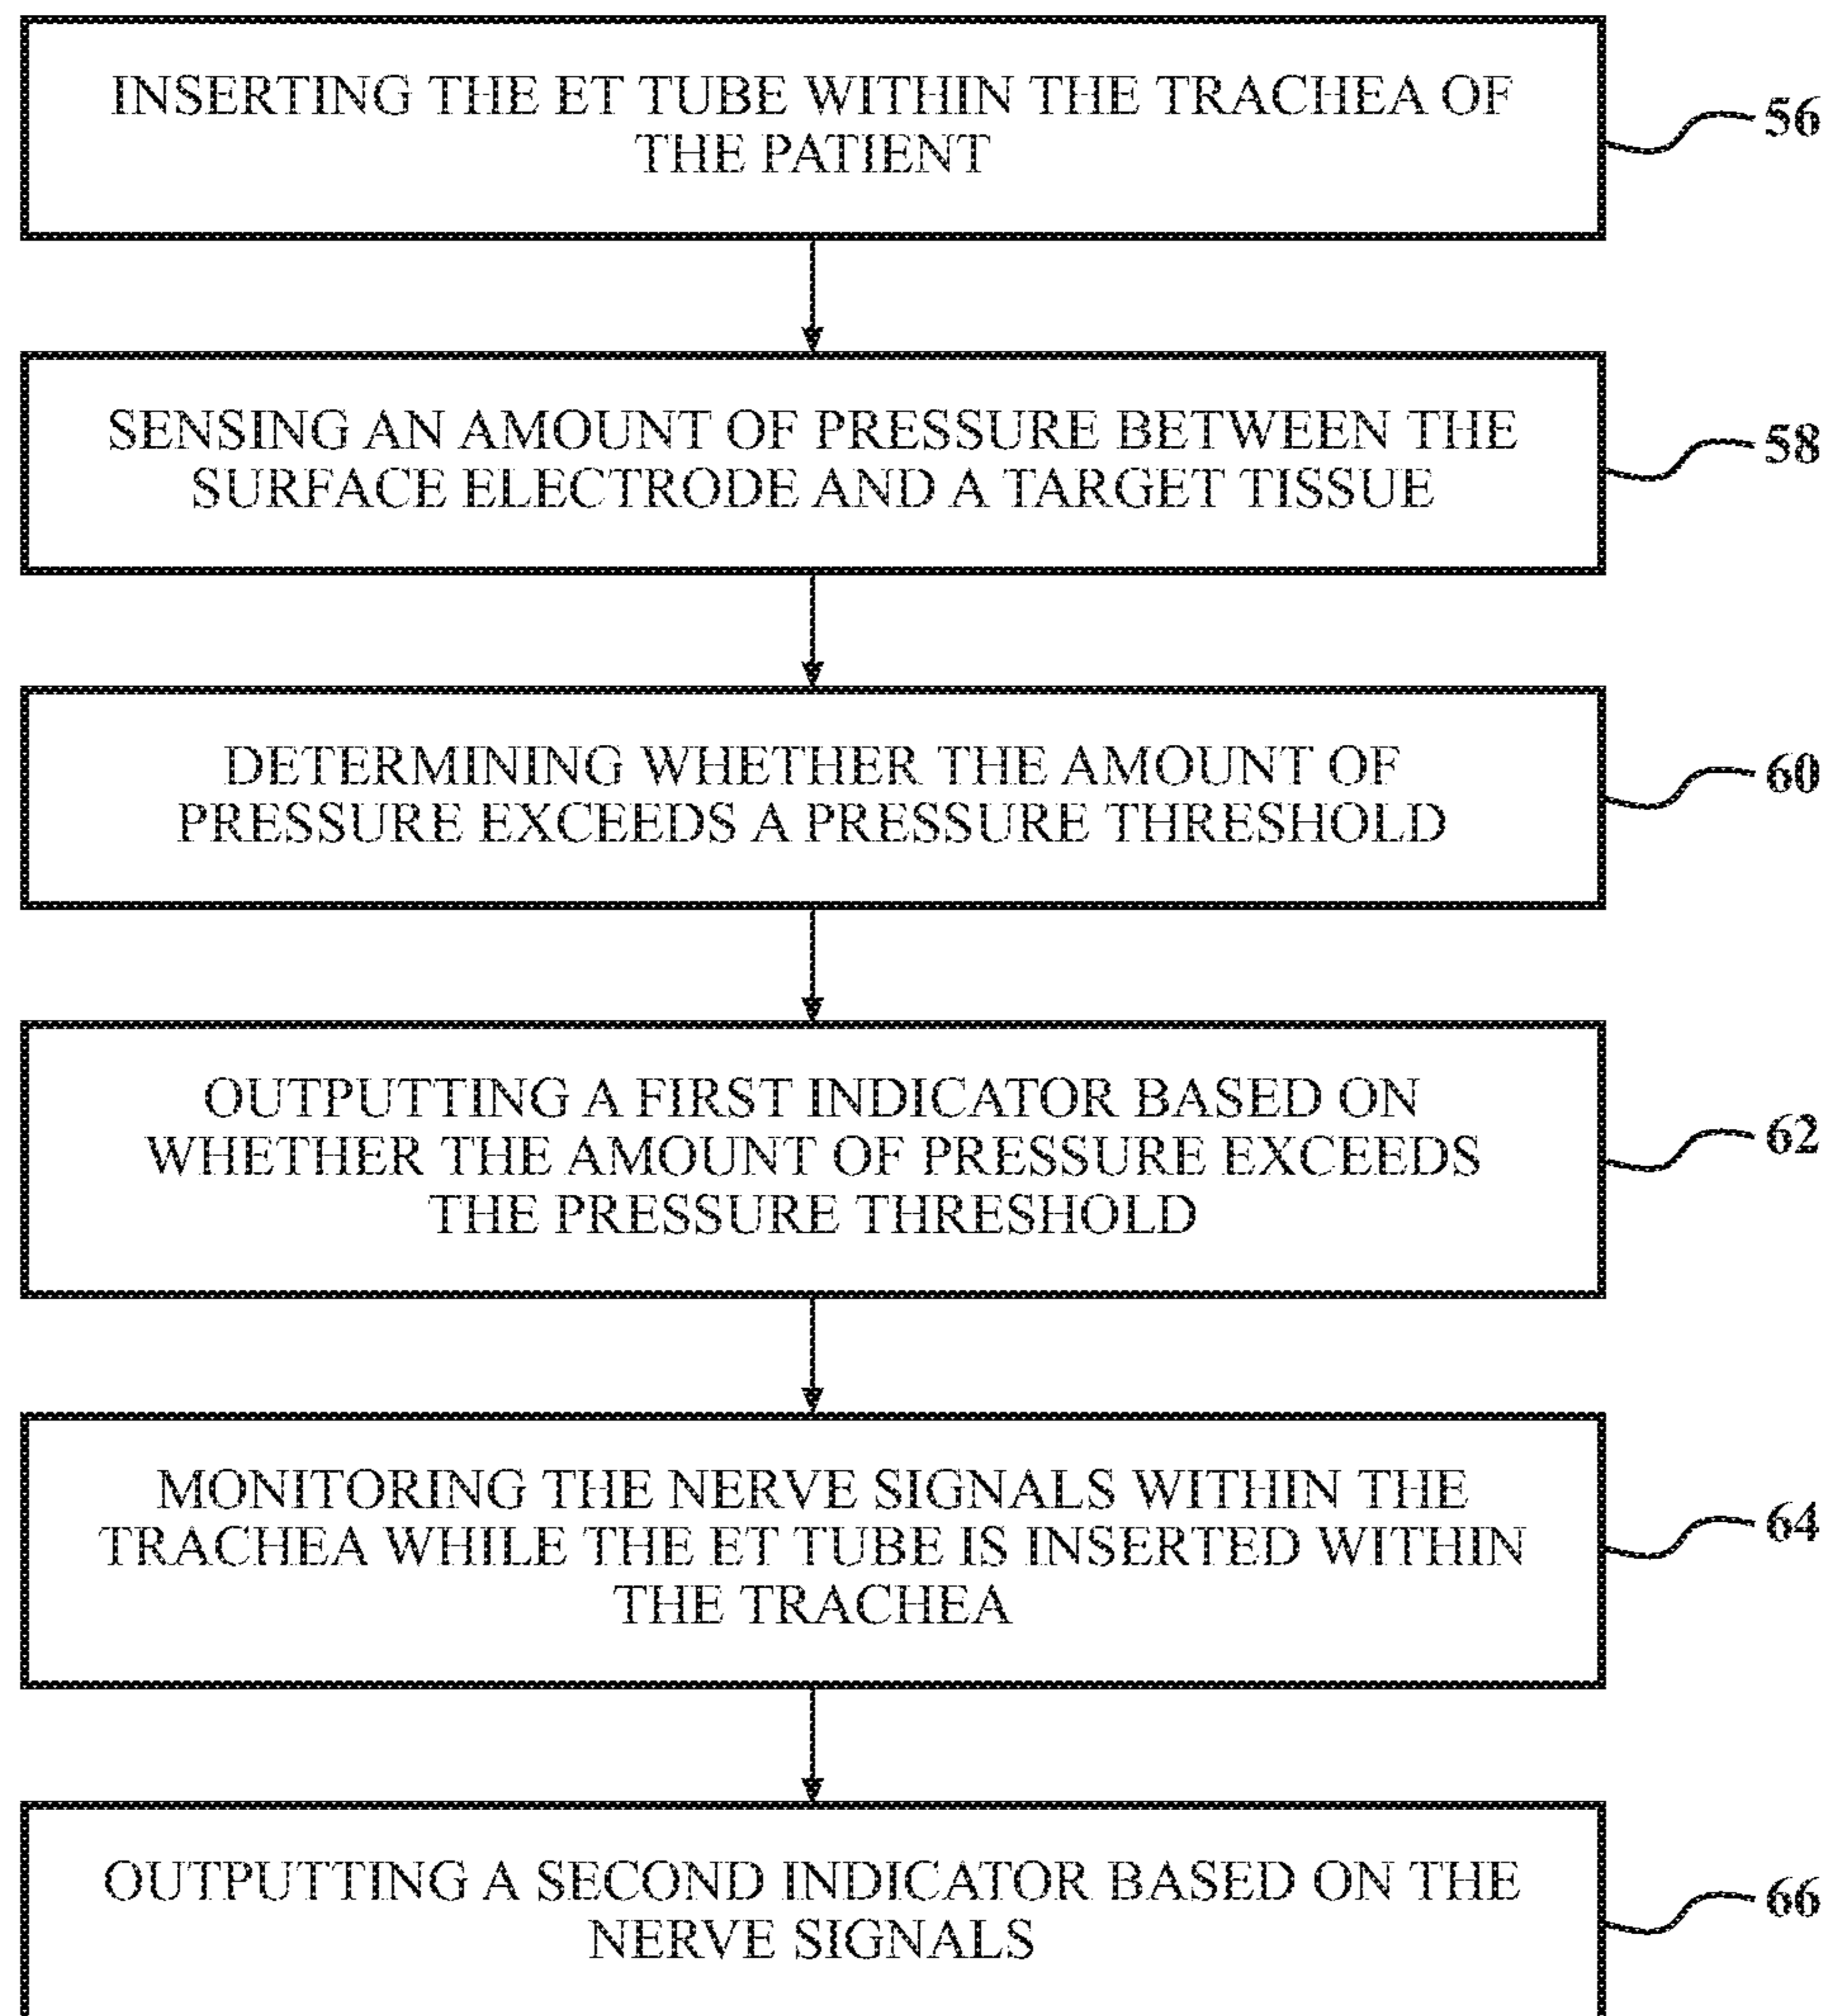 INSERTING THE ET TUBE WITHIN THE TRACHEA OF
THE PATIENT
56
SENSING AN AMOUNT OF PRESSURE BETWEEN THE
SURFACE ELECTRODE AND A TARGET TISSUE
58
DETERMINING WHETHER THE AMOUNT OF
PRESSURE EXCEEDS A PRESSURE THRESHOLD
60
OUTPUTTING A FIRST INDICATOR BASED ON
WHETHER THE AMOUNT OF PRESSURE EXCEEDS
THE PRESSURE THRESHOLD
62
MONITORING THE NERVE SIGNALS WITHIN THE
TRACHEA WHILE THE ET TUBE IS INSERTED WITHIN
THE TRACHEA
64
OUTPUTTING A SECOND INDICATOR BASED ON THE
NERVE SIGNALS
66